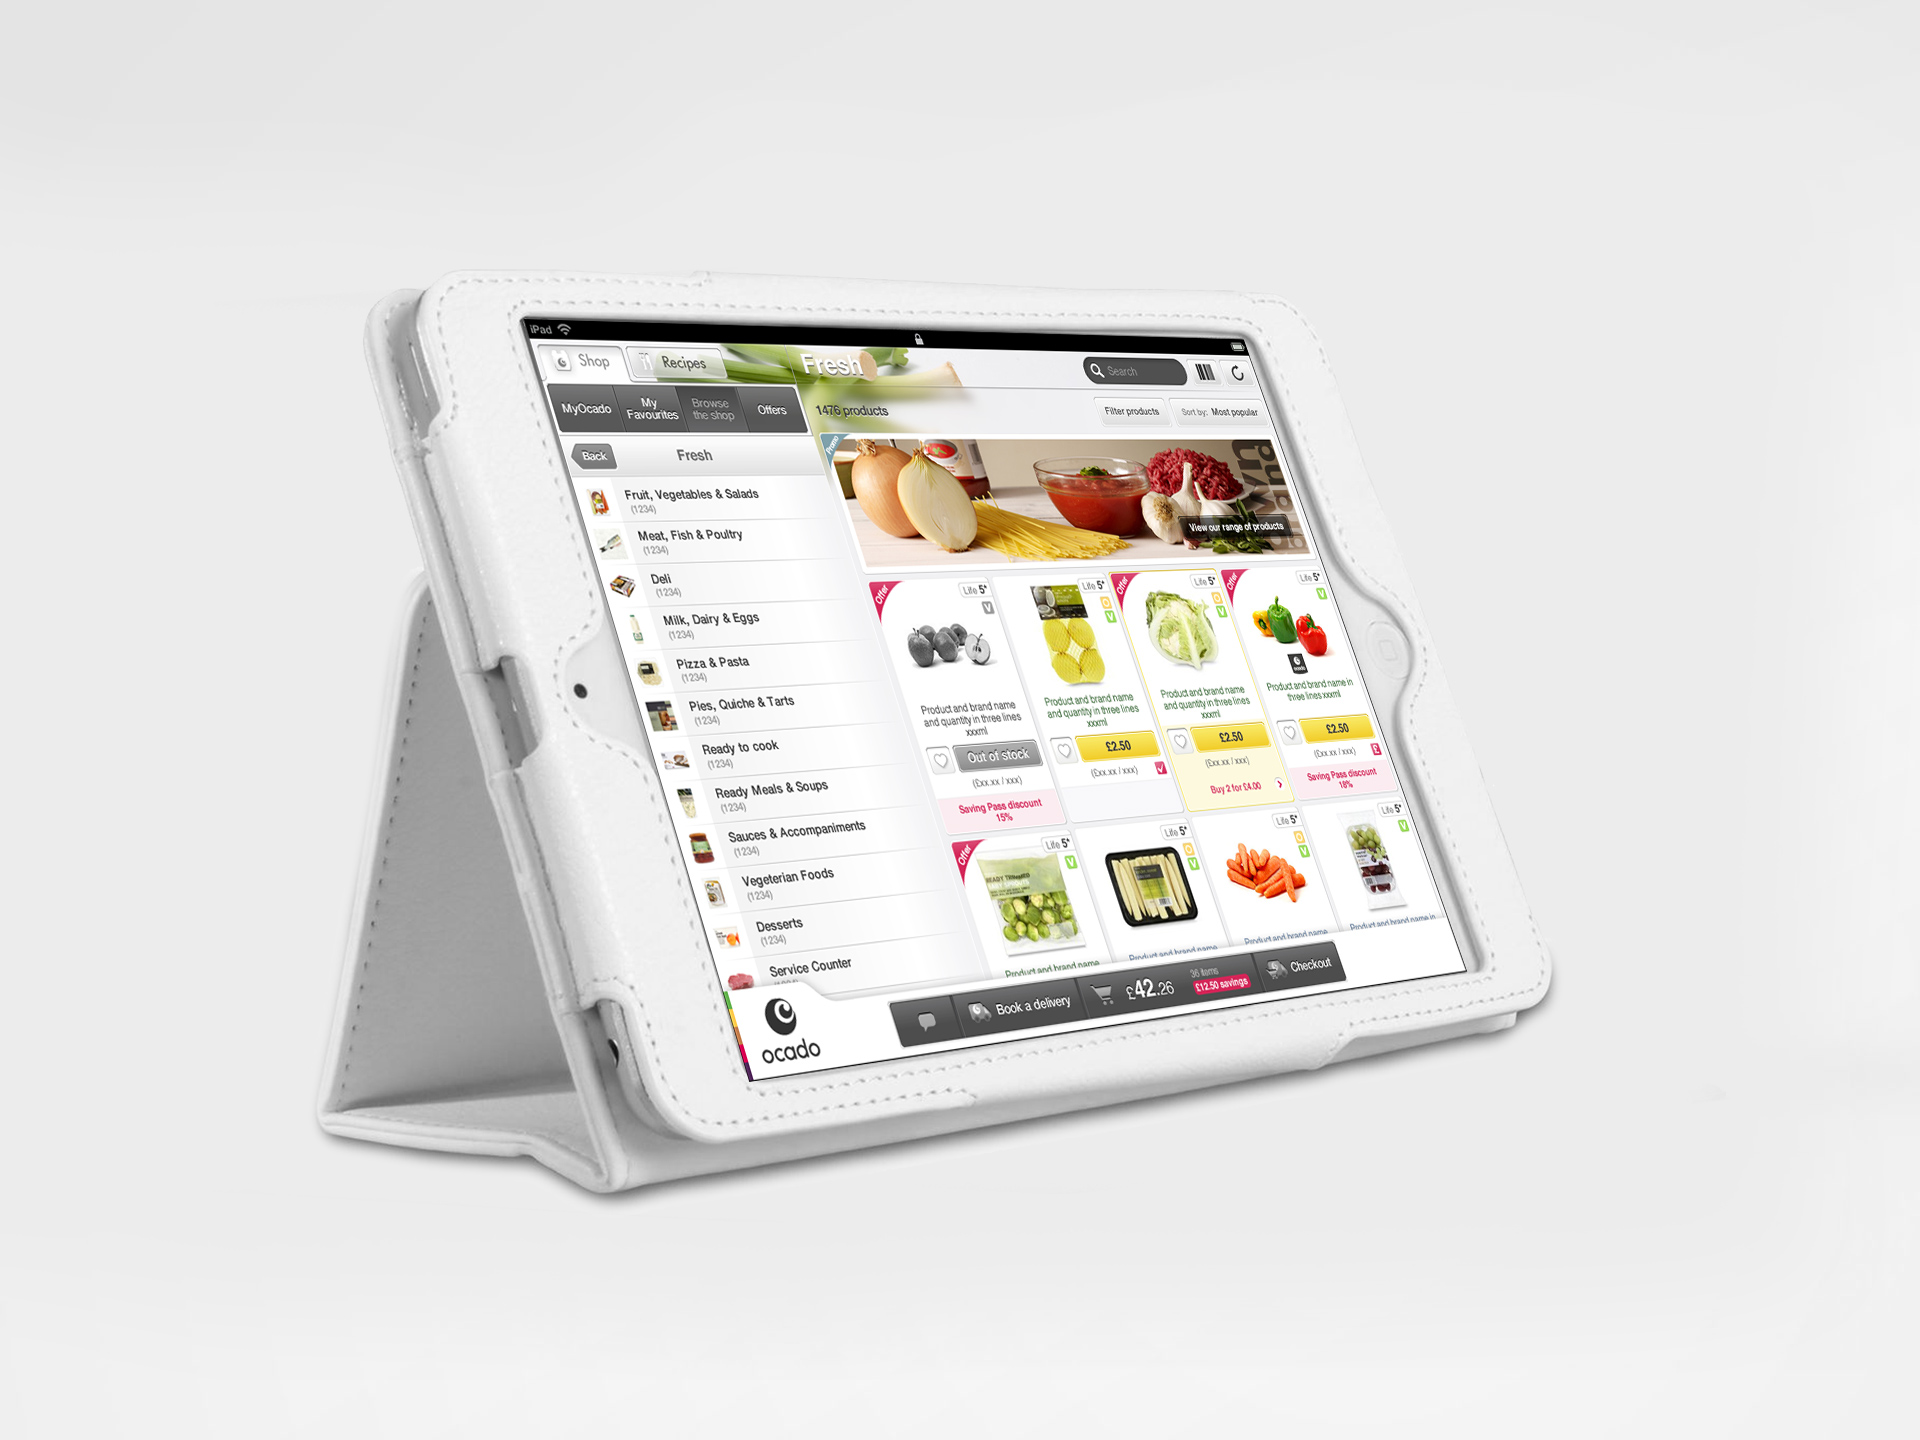 iPad
Shop
Recipes
Fresh
Search
MyOcado
My
Favourites
Browse
the shop
Offers
1476 products
Filter products
Sort by: Most popular
Back
Fresh
Fruit, Vegetables & Salads
(1234)
Meat, Fish & Poultry
(1234)
Deli
(1234)
Milk, Dairy & Eggs
(1234)
Pizza & Pasta
(1234)
Pies, Quiche & Tarts
(1234)
Ready to cook
(1234)
Ready Meals & Soups
(1234)
Sauces & Accompaniments
(1234)
Vegeterian Foods
(1234)
Desserts
(1234)
Service Counter
(1234)
Promo
own
brand
View our range of products
Offer
Life 5+
V
Product and brand name
and quantity in three lines
xxxml
Out of stock
(£xx.xx / xxx)
Saving Pass discount
15%
Life 5+
O
V
Product and brand name
and quantity in three lines
xxxml
£2.50
(£xx.xx / xxx)
Offer
Life 5+
O
V
Product and brand name
and quantity in three lines
xxxml
£2.50
(£xx.xx / xxx)
Buy 2 for £4.00
Offer
Life 5+
V
ocado
Product and brand name in
three lines xxxml
£2.50
(£xx.xx / xxx)
£
Saving Pass discount
18%
Offer
Life 5+
V
READY TRIMMED
Product and brand name
Life 5+
O
V
Product and brand name
Life 5+
O
V
Product and brand name
Life 5+
V
Product and brand name in
ocado
Book a delivery
£42.26
36 items
£12.50 savings
Checkout